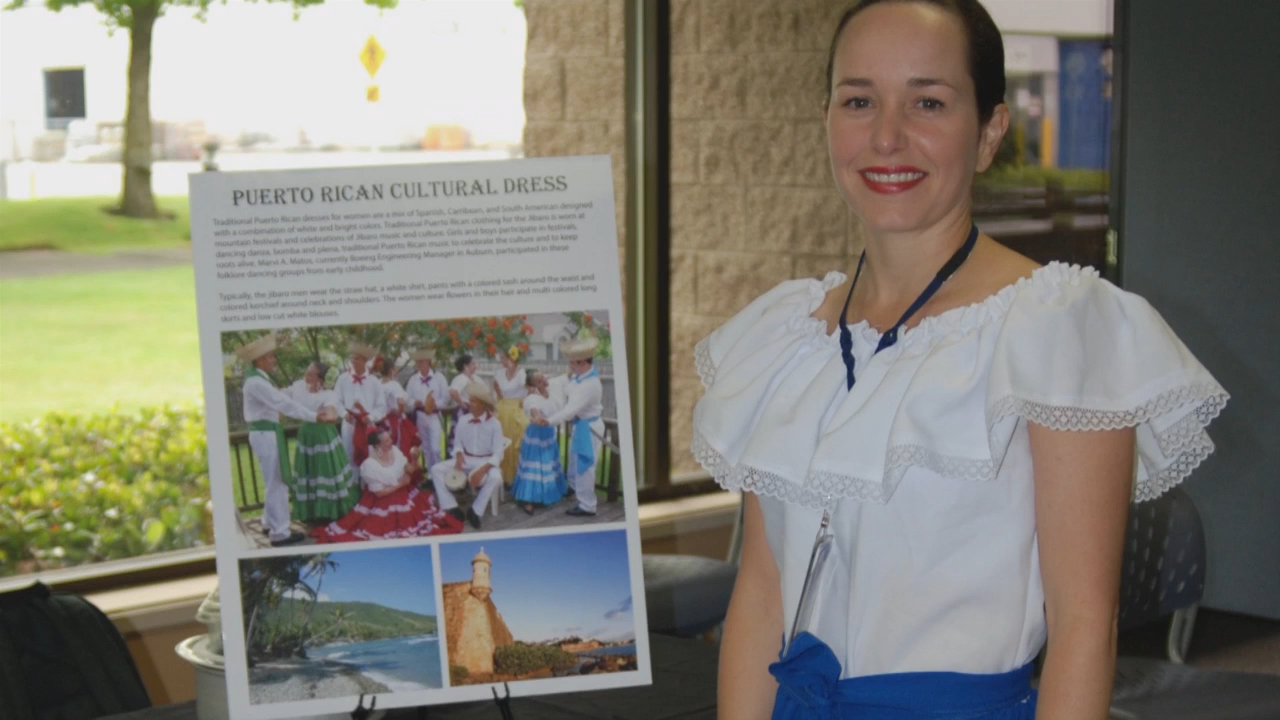 PUERTO RICAN CULTURAL DRESS
Traditional Puerto Rican dresses for women are a mix of Spanish, Carribean, and South American designed
with a combination of white and bright colors. Traditional Puerto Rican clothing for the Jibaro is worn at
mountain festivals and celebrations of Jibaro music and culture. Girls and boys participate in festivals,
dancing danza, bomba and plena, traditional Puerto Rican music to celebrate the culture and to keep
roots alive. Marvi A. Matos, currently Boeing Engineering Manager in Auburn, participated in these
folklore dancing groups from early childhood.
Typically, the jibaro men wear the straw hat, a white shirt, pants with a colored sash around the waist and
colored kerchief around neck and shoulders. The women wear flowers in their hair and multi-colored long
skirts and low cut white blouses.